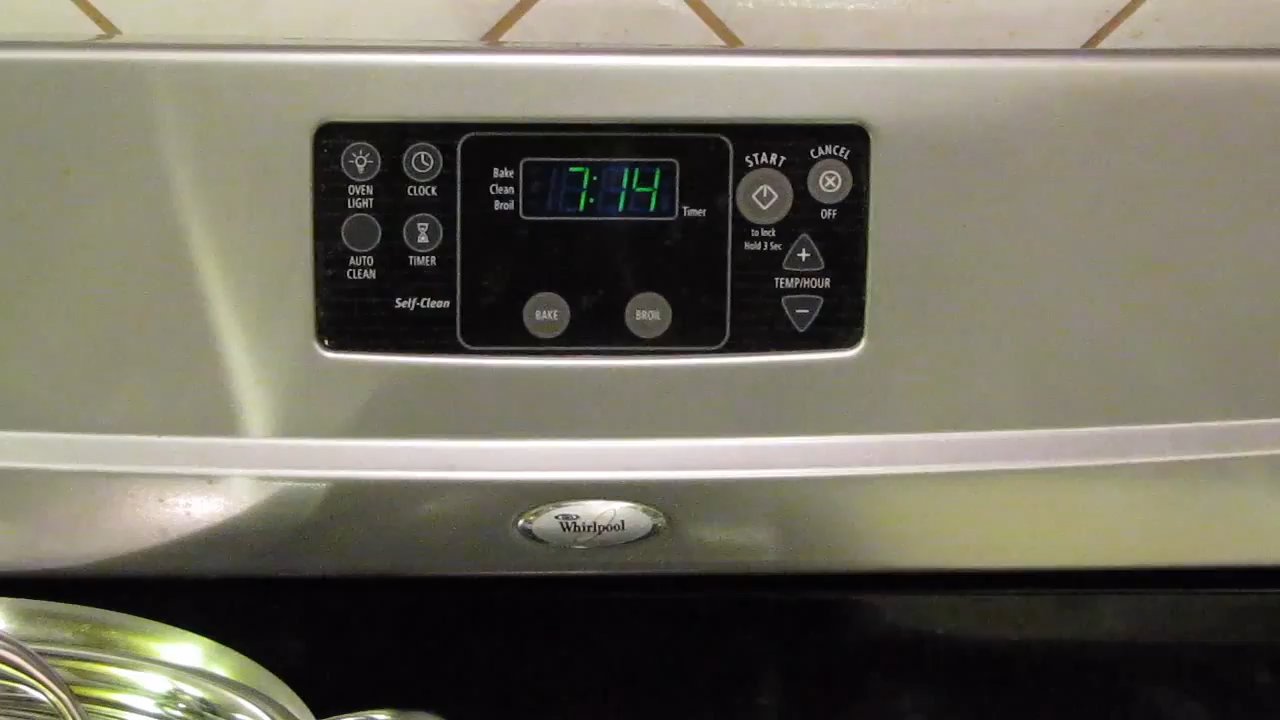 OVEN
LIGHT
CLOCK
AUTO
CLEAN
TIMER
Self-Clean
Bake
Clean
Broil
7:14
Timer
BAKE
BROIL
START
to lock
Hold 3 Sec
CANCEL
OFF
+
TEMP/HOUR
−
Whirlpool